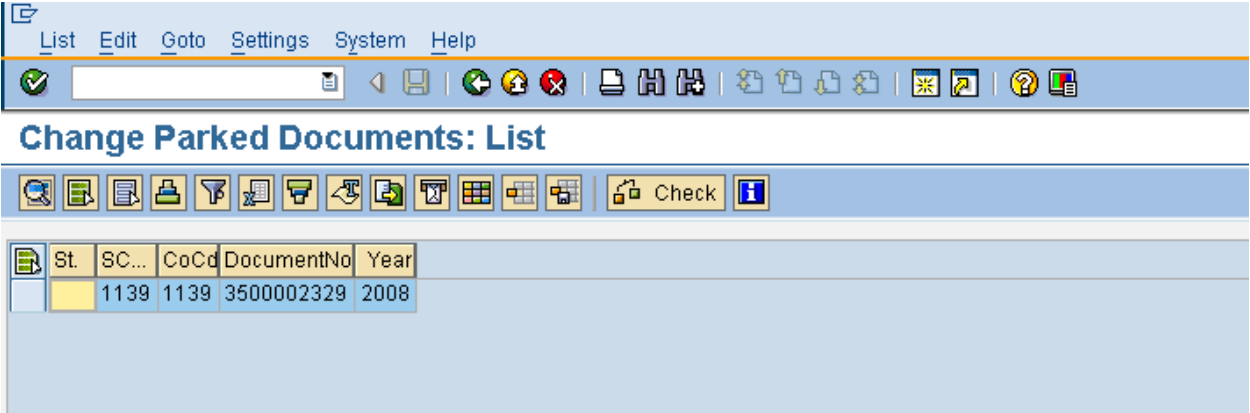 List Edit Goto Settings System Help
Change Parked Documents: List
Check
St. SC... CoCd DocumentNo Year
1139 1139 3500002329 2008